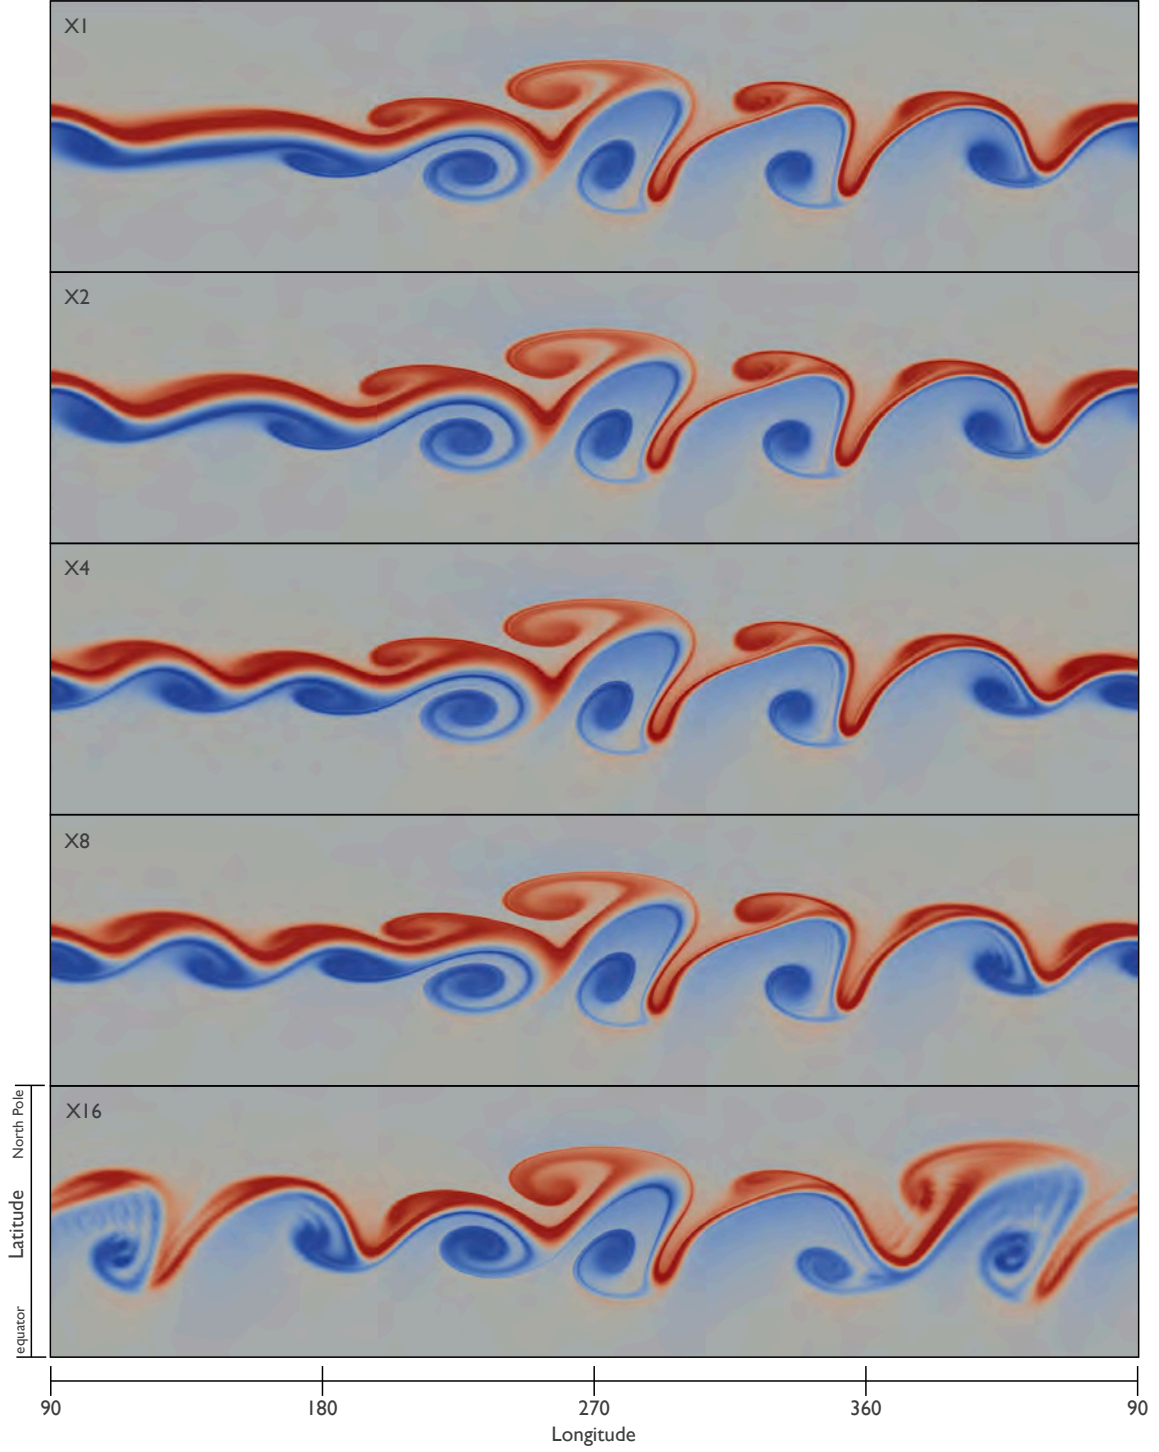 X1
X2
X4
X8
X16
North Pole
Latitude
equator
90 180 270 360 90
Longitude